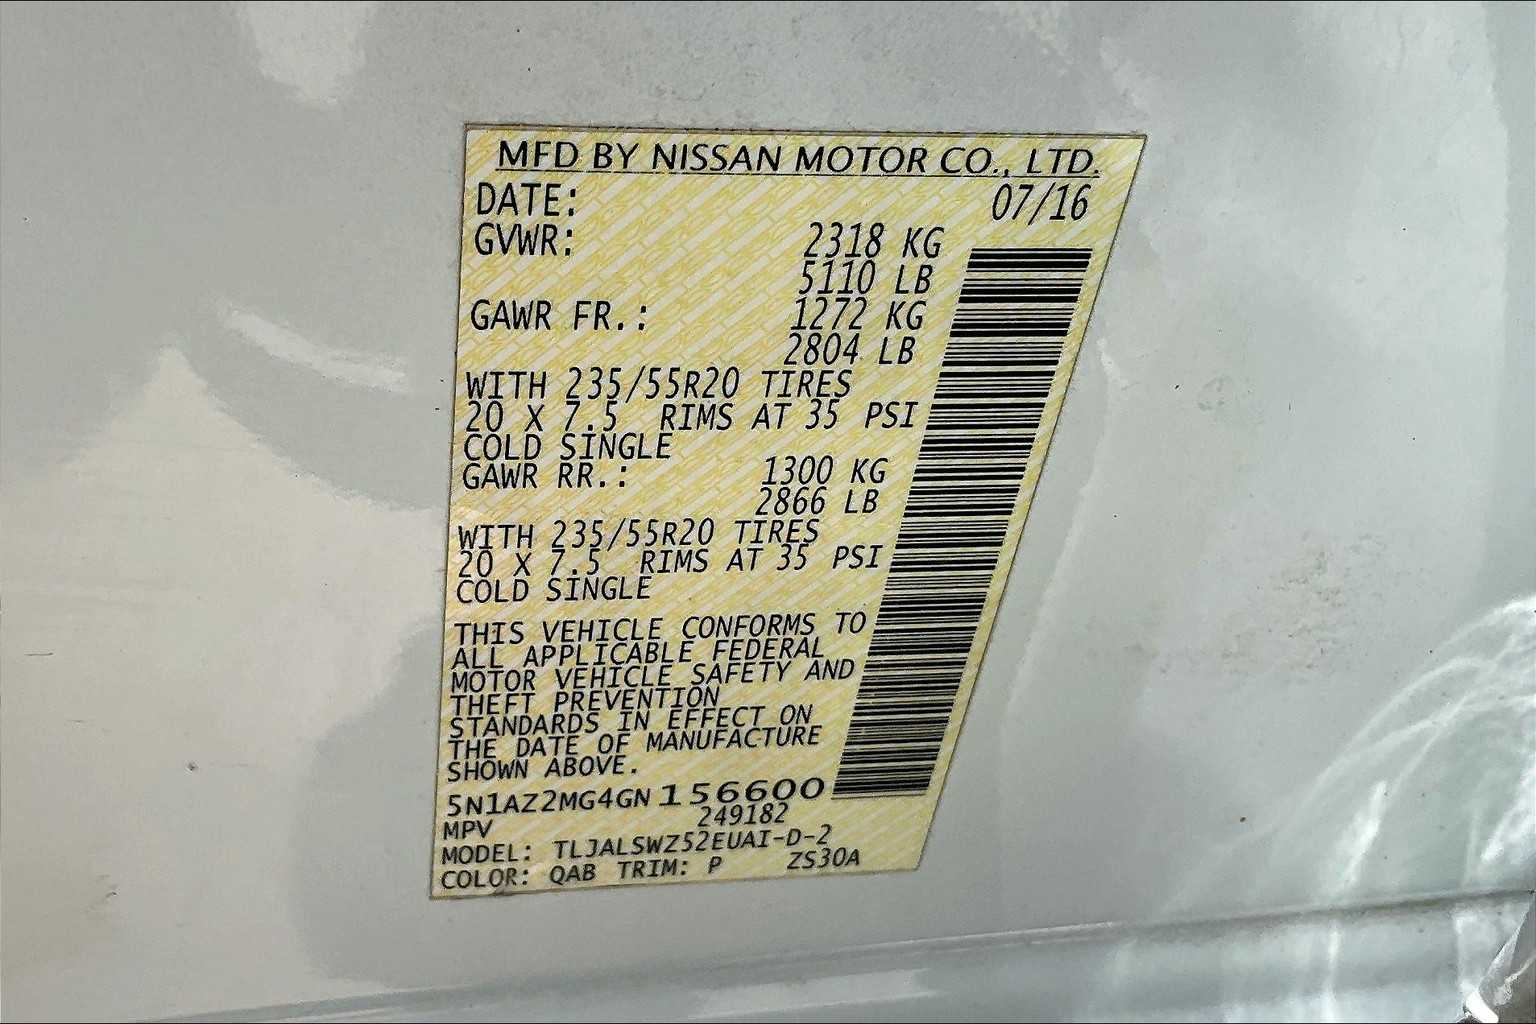 MFD BY NISSAN MOTOR CO., LTD.
DATE: 07/16
GVWR: 2318 KG
5110 LB
GAWR FR.: 1272 KG
2804 LB
WITH 235/55R20 TIRES
20 X 7.5 RIMS AT 35 PSI
COLD SINGLE
GAWR RR.: 1300 KG
2866 LB
WITH 235/55R20 TIRES
20 X 7.5 RIMS AT 35 PSI
COLD SINGLE
THIS VEHICLE CONFORMS TO
ALL APPLICABLE FEDERAL
MOTOR VEHICLE SAFETY AND
THEFT PREVENTION
STANDARDS IN EFFECT ON
THE DATE OF MANUFACTURE
SHOWN ABOVE.
5N1AZ2MG4GN156600
MPV 249182
MODEL: TLJALSWZ52EUAI-D-2
COLOR: QAB TRIM: P ZS30A